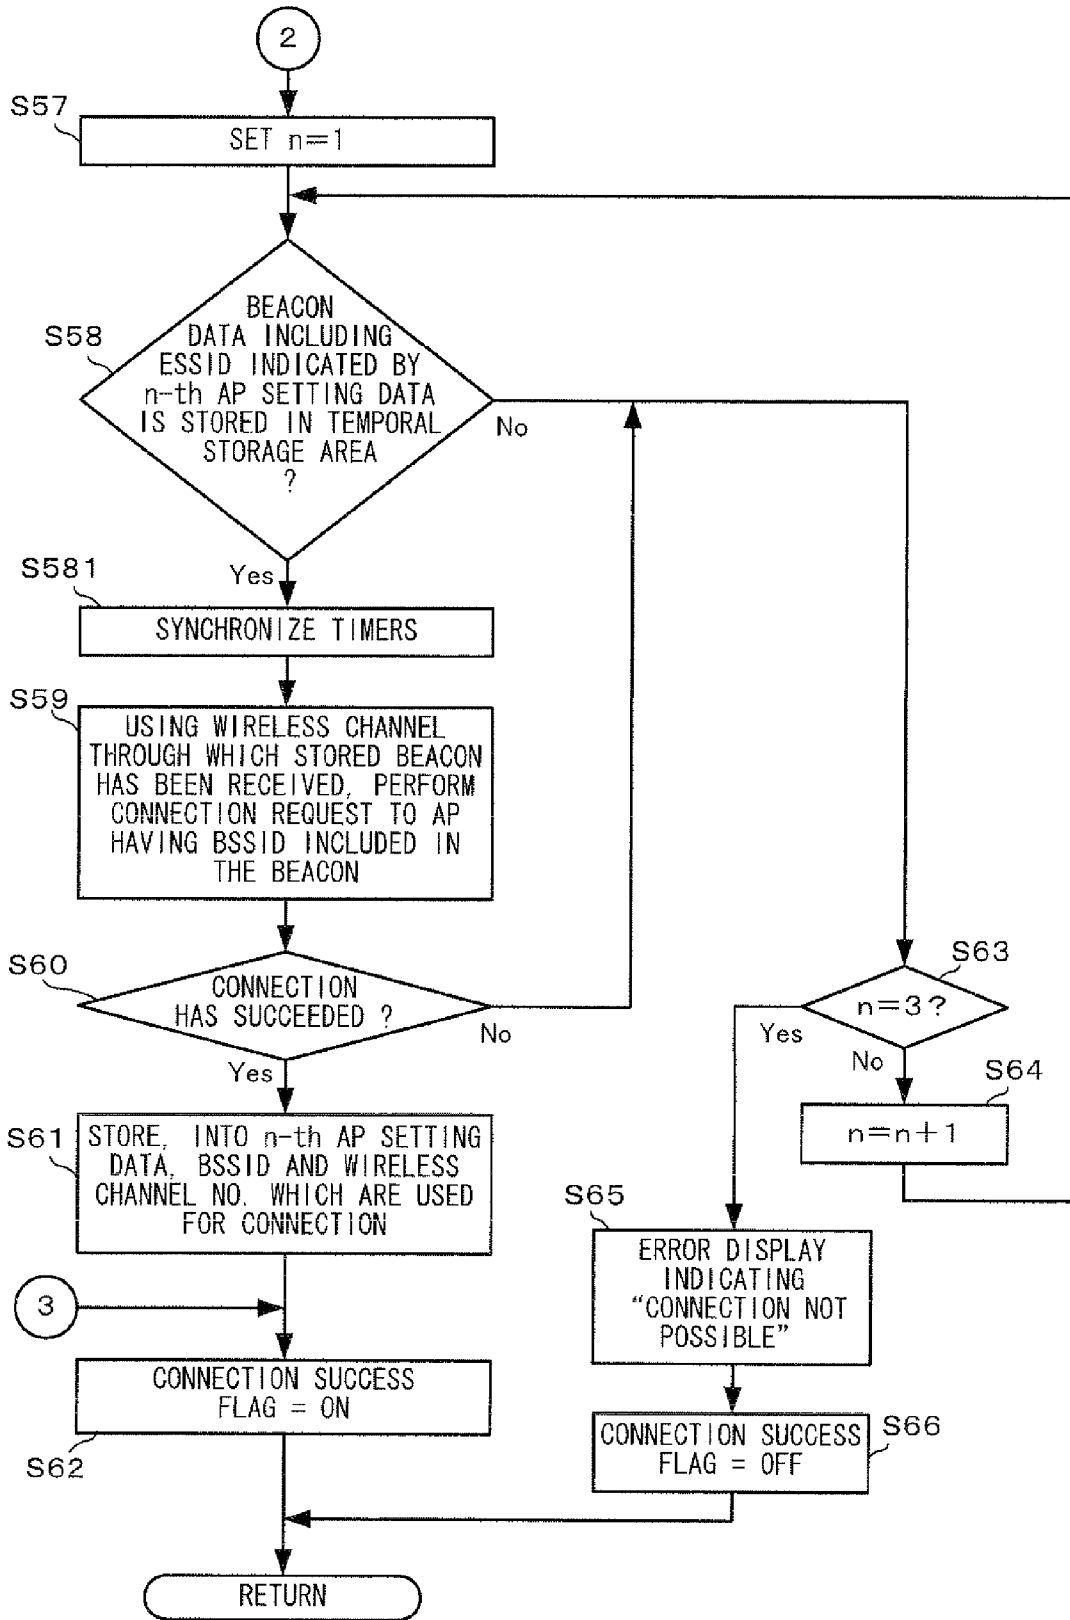 2
S57
SET n=1
S58
BEACON
DATA INCLUDING
ESSID INDICATED BY
n-th AP SETTING DATA
IS STORED IN TEMPORAL
STORAGE AREA
?
No
Yes
S581
SYNCHRONIZE TIMERS
S59
USING WIRELESS CHANNEL
THROUGH WHICH STORED BEACON
HAS BEEN RECEIVED, PERFORM
CONNECTION REQUEST TO AP
HAVING BSSID INCLUDED IN
THE BEACON
S60
CONNECTION
HAS SUCCEEDED ?
No
Yes
S61
STORE, INTO n-th AP SETTING
DATA, BSSID AND WIRELESS
CHANNEL NO. WHICH ARE USED
FOR CONNECTION
3
CONNECTION SUCCESS
FLAG = ON
S62
S63
n=3?
Yes
No
S64
n=n+1
S65
ERROR DISPLAY
INDICATING
“CONNECTION NOT
POSSIBLE”
CONNECTION SUCCESS
FLAG = OFF
S66
RETURN